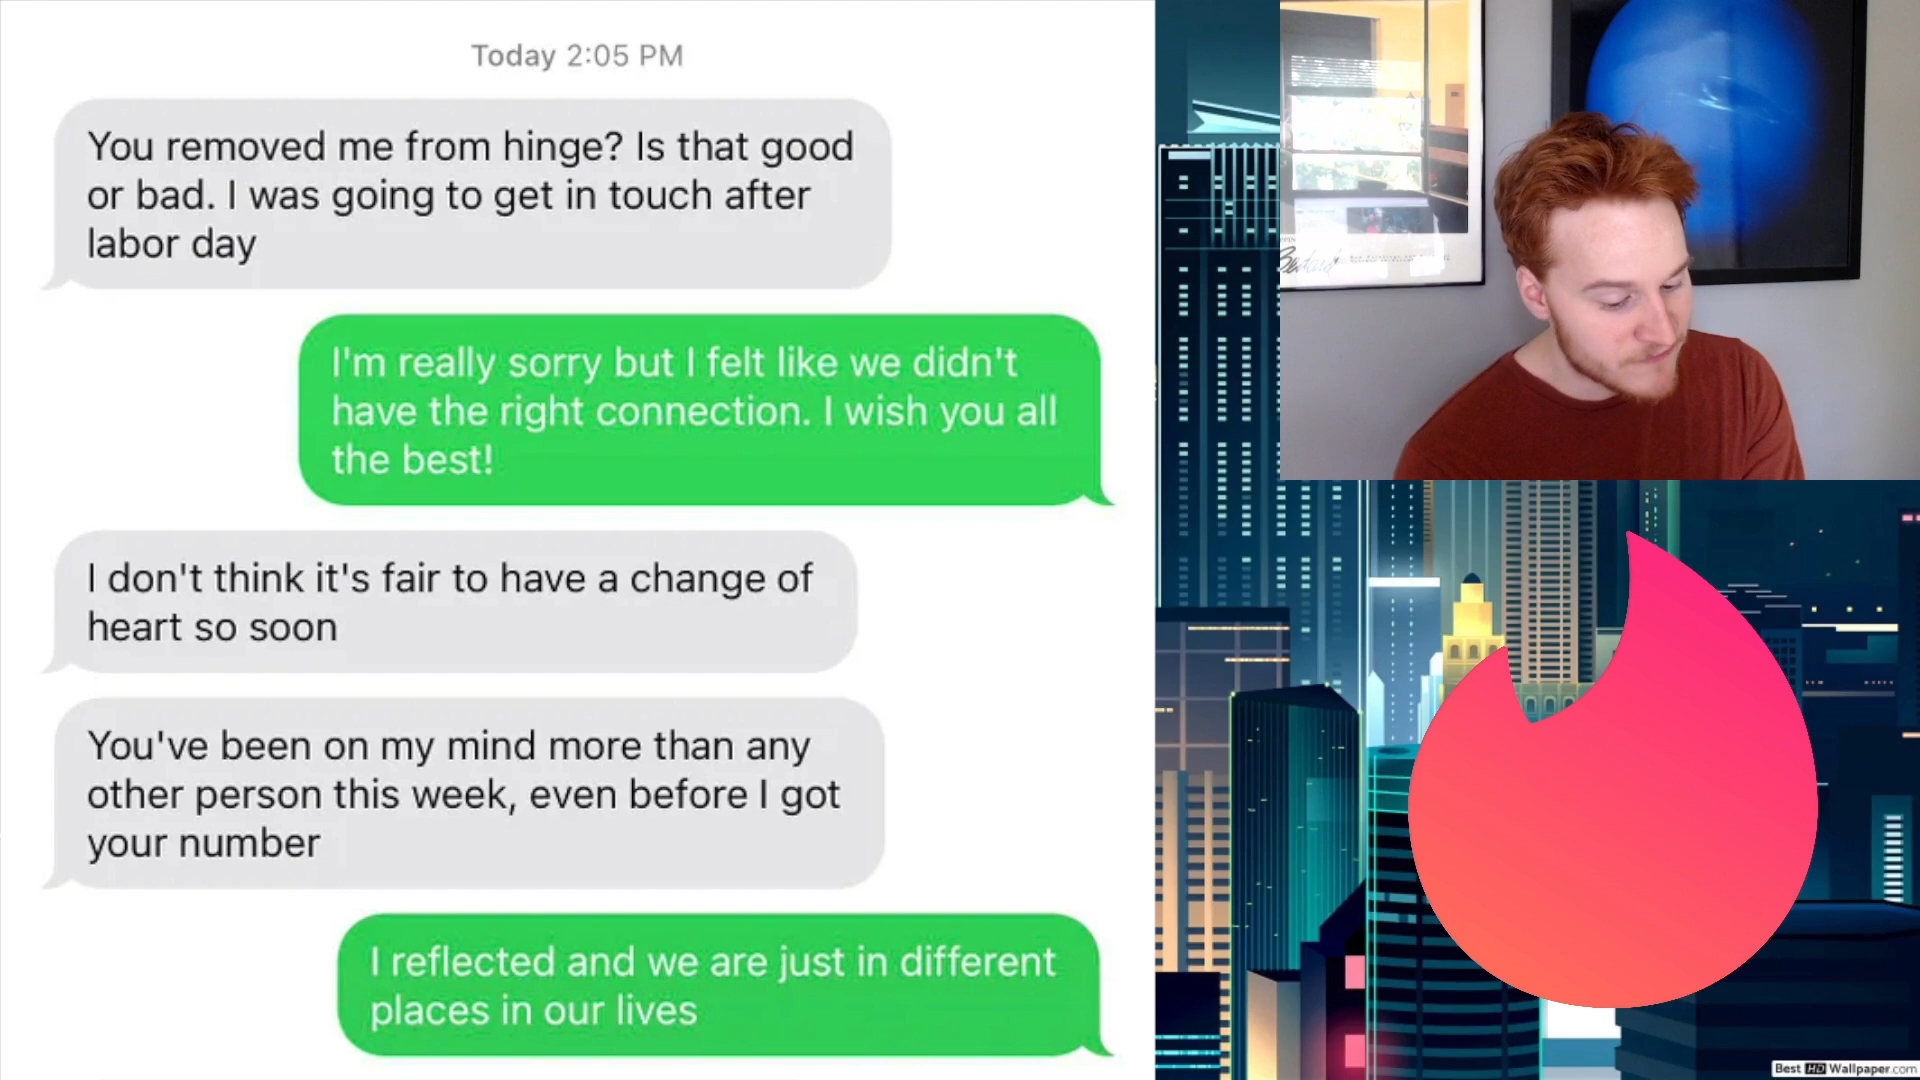 Today 2:05 PM
You removed me from hinge? Is that good
or bad. I was going to get in touch after
labor day
I'm really sorry but I felt like we didn't
have the right connection. I wish you all
the best!
I don't think it's fair to have a change of
heart so soon
You've been on my mind more than any
other person this week, even before I got
your number
I reflected and we are just in different
places in our lives
Best HD Wallpaper.com